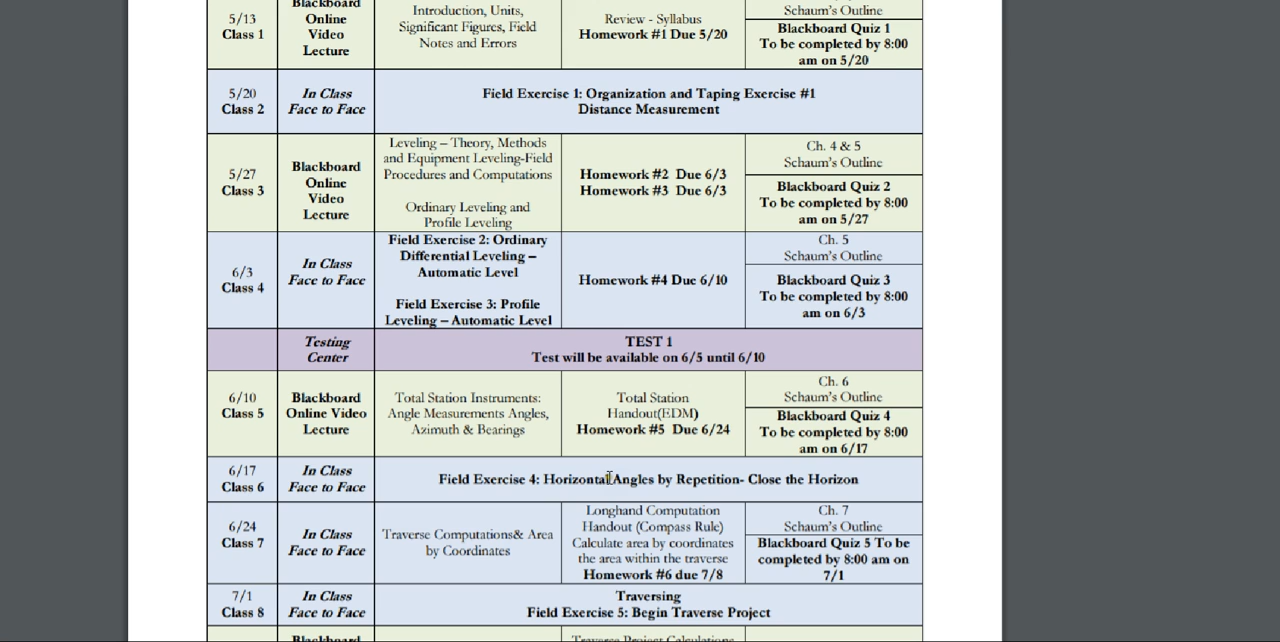 5/13
Class 1
Blackboard
Online
Video
Lecture
Introduction, Units,
Significant Figures, Field
Notes and Errors
Review - Syllabus
Homework #1 Due 5/20
Schaum's Outline
Blackboard Quiz 1
To be completed by 8:00
am on 5/20
5/20
Class 2
In Class
Face to Face
Field Exercise 1: Organization and Taping Exercise #1
Distance Measurement
5/27
Class 3
Blackboard
Online
Video
Lecture
Leveling – Theory, Methods
and Equipment Leveling-Field
Procedures and Computations
Ordinary Leveling and
Profile Leveling
Homework #2 Due 6/3
Homework #3 Due 6/3
Ch. 4 & 5
Schaum's Outline
Blackboard Quiz 2
To be completed by 8:00
am on 5/27
6/3
Class 4
In Class
Face to Face
Field Exercise 2: Ordinary
Differential Leveling –
Automatic Level
Field Exercise 3: Profile
Leveling – Automatic Level
Homework #4 Due 6/10
Ch. 5
Schaum's Outline
Blackboard Quiz 3
To be completed by 8:00
am on 6/3
Testing
Center
TEST 1
Test will be available on 6/5 until 6/10
6/10
Class 5
Blackboard
Online Video
Lecture
Total Station Instruments:
Angle Measurements Angles,
Azimuth & Bearings
Total Station
Handout(EDM)
Homework #5 Due 6/24
Ch. 6
Schaum's Outline
Blackboard Quiz 4
To be completed by 8:00
am on 6/17
6/17
Class 6
In Class
Face to Face
Field Exercise 4: Horizontal Angles by Repetition- Close the Horizon
6/24
Class 7
In Class
Face to Face
Traverse Computations& Area
by Coordinates
Longhand Computation
Handout (Compass Rule)
Calculate area by coordinates
the area within the traverse
Homework #6 due 7/8
Ch. 7
Schaum's Outline
Blackboard Quiz 5 To be
completed by 8:00 am on
7/1
7/1
Class 8
In Class
Face to Face
Traversing
Field Exercise 5: Begin Traverse Project
Blackboard
Traverse Project Calculations